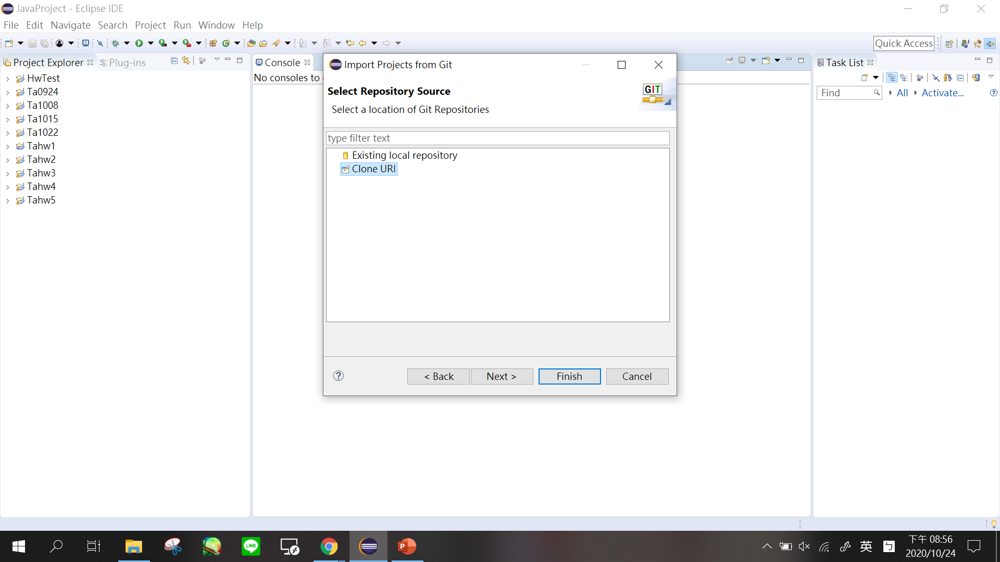 JavaProject - Eclipse IDE
File Edit Navigate Search Project Run Window Help
Quick Access
Project Explorer
Plug-ins
HwTest
Ta0924
Ta1008
Ta1015
Ta1022
Tahw1
Tahw2
Tahw3
Tahw4
Tahw5
Console
No consoles to
Import Projects from Git
Select Repository Source
Select a location of Git Repositories
GIT
type filter text
Existing local repository
Clone URI
< Back
Next >
Finish
Cancel
Task List
Find
All
Activate...
LINE
P
英
ㄅ
下午 08:56
2020/10/24